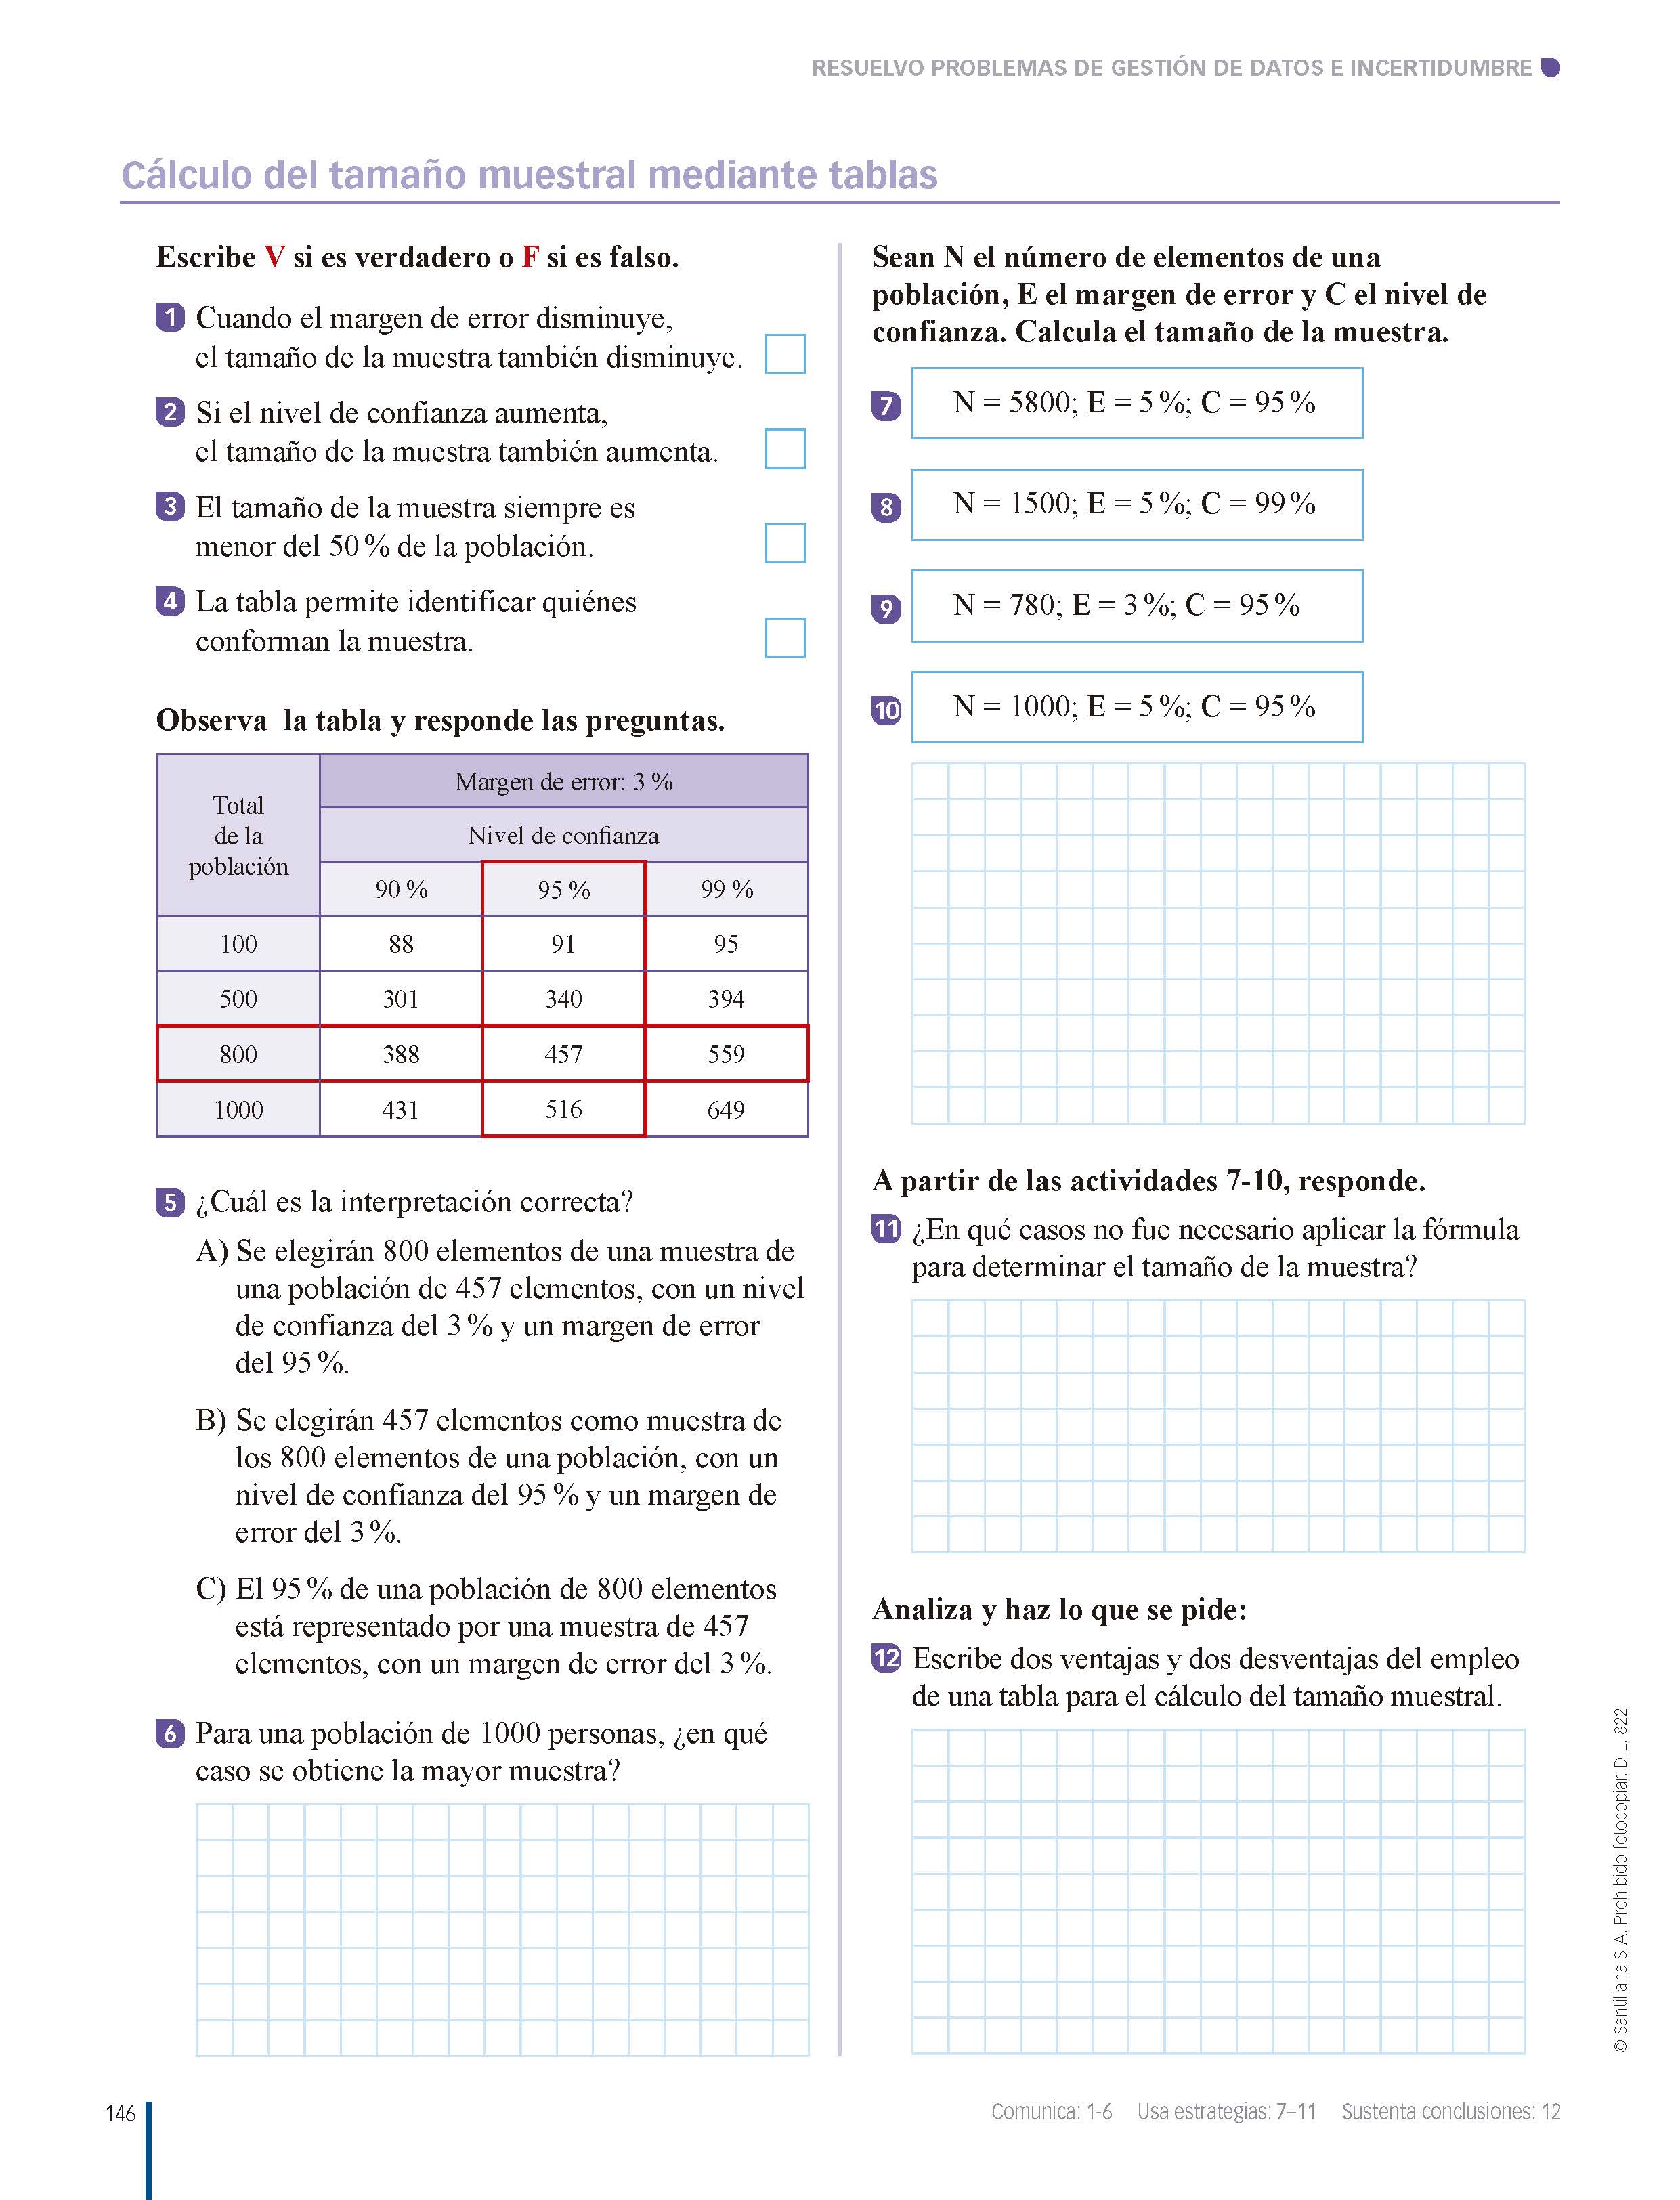 RESUELVO PROBLEMAS DE GESTIÓN DE DATOS E INCERTIDUMBRE
Cálculo del tamaño muestral mediante tablas
Escribe V si es verdadero o F si es falso.
1 Cuando el margen de error disminuye,
el tamaño de la muestra también disminuye.
2 Si el nivel de confianza aumenta,
el tamaño de la muestra también aumenta.
3 El tamaño de la muestra siempre es
menor del 50 % de la población.
4 La tabla permite identificar quiénes
conforman la muestra.
Observa la tabla y responde las preguntas.
Total
de la
población
Margen de error: 3 %
Nivel de confianza
90 % 95 % 99 %
100 88 91 95
500 301 340 394
800 388 457 559
1000 431 516 649
5 ¿Cuál es la interpretación correcta?
A) Se elegirán 800 elementos de una muestra de
una población de 457 elementos, con un nivel
de confianza del 3 % y un margen de error
del 95 %.
B) Se elegirán 457 elementos como muestra de
los 800 elementos de una población, con un
nivel de confianza del 95 % y un margen de
error del 3 %.
C) El 95 % de una población de 800 elementos
está representado por una muestra de 457
elementos, con un margen de error del 3 %.
6 Para una población de 1000 personas, ¿en qué
caso se obtiene la mayor muestra?
Sean N el número de elementos de una
población, E el margen de error y C el nivel de
confianza. Calcula el tamaño de la muestra.
7 N = 5800; E = 5 %; C = 95 %
8 N = 1500; E = 5 %; C = 99 %
9 N = 780; E = 3 %; C = 95 %
10 N = 1000; E = 5 %; C = 95 %
A partir de las actividades 7-10, responde.
11 ¿En qué casos no fue necesario aplicar la fórmula
para determinar el tamaño de la muestra?
Analiza y haz lo que se pide:
12 Escribe dos ventajas y dos desventajas del empleo
de una tabla para el cálculo del tamaño muestral.
© Santillana S. A. Prohibido fotocopiar. D. L. 822
146
Comunica: 1-6 Usa estrategias: 7–11 Sustenta conclusiones: 12